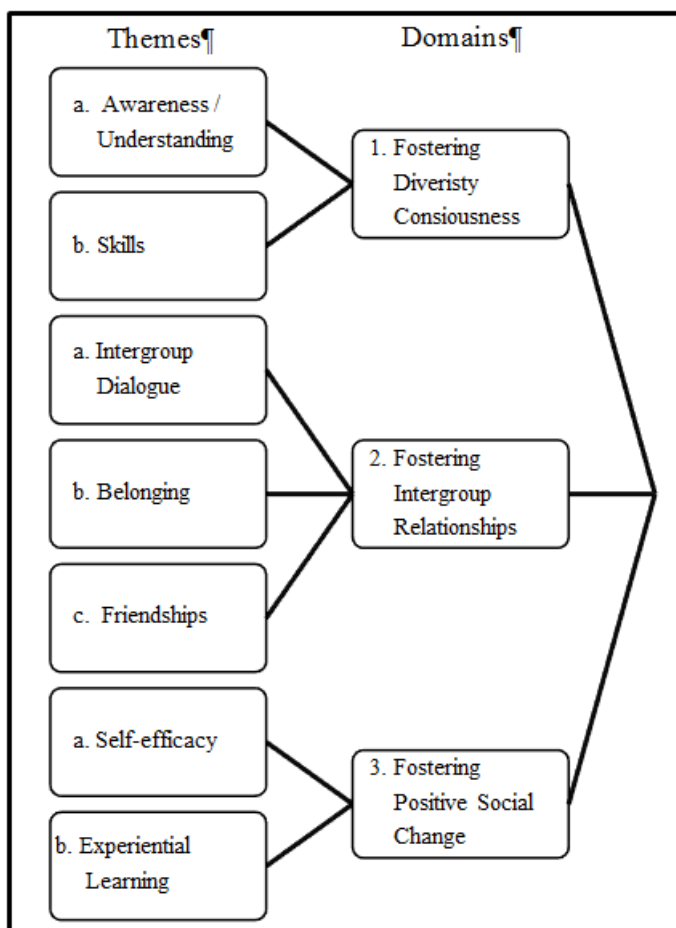 Themes¶
Domains¶
a. Awareness /
Understanding
b. Skills
1. Fostering
Diveristy
Consiousness
a. Intergroup
Dialogue
b. Belonging
c. Friendships
2. Fostering
Intergroup
Relationships
a. Self-efficacy
b. Experiential
Learning
3. Fostering
Positive Social
Change